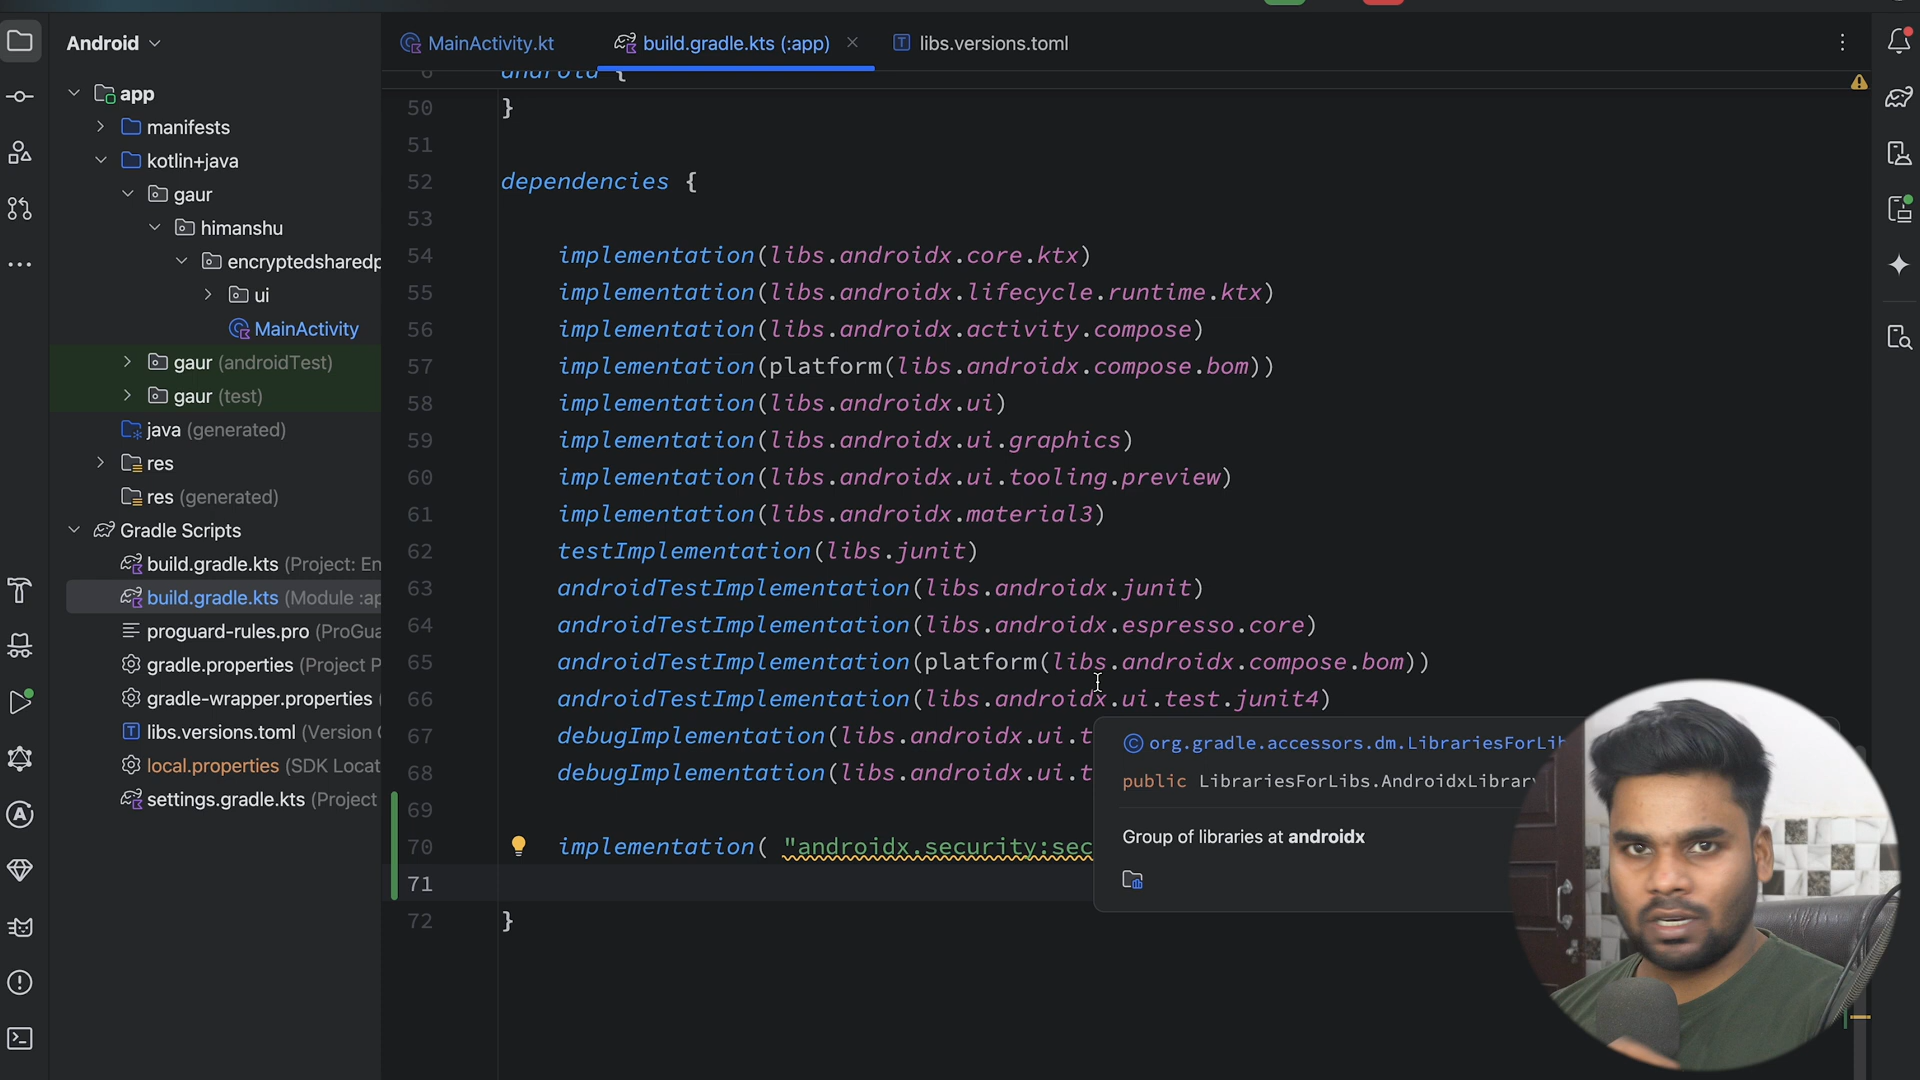 Android
MainActivity.kt
build.gradle.kts (:app)
libs.versions.toml
app
manifests
kotlin+java
gaur
himanshu
encryptedsharedp
ui
MainActivity
gaur (androidTest)
gaur (test)
java (generated)
res
res (generated)
Gradle Scripts
build.gradle.kts (Project: En
build.gradle.kts (Module :ap
proguard-rules.pro (ProGua
gradle.properties (Project P
gradle-wrapper.properties
libs.versions.toml (Version
local.properties (SDK Locat
settings.gradle.kts (Project
6 android {
50 }
51
52 dependencies {
53
54 implementation(libs.androidx.core.ktx)
55 implementation(libs.androidx.lifecycle.runtime.ktx)
56 implementation(libs.androidx.activity.compose)
57 implementation(platform(libs.androidx.compose.bom))
58 implementation(libs.androidx.ui)
59 implementation(libs.androidx.ui.graphics)
60 implementation(libs.androidx.ui.tooling.preview)
61 implementation(libs.androidx.material3)
62 testImplementation(libs.junit)
63 androidTestImplementation(libs.androidx.junit)
64 androidTestImplementation(libs.androidx.espresso.core)
65 androidTestImplementation(platform(libs.androidx.compose.bom))
66 androidTestImplementation(libs.androidx.ui.test.junit4)
67 debugImplementation(libs.androidx.ui.t
68 debugImplementation(libs.androidx.ui.t
69
70 implementation( "androidx.security:sec
71
72 }
org.gradle.accessors.dm.LibrariesForLib
public LibrariesForLibs.AndroidxLibrary
Group of libraries at androidx